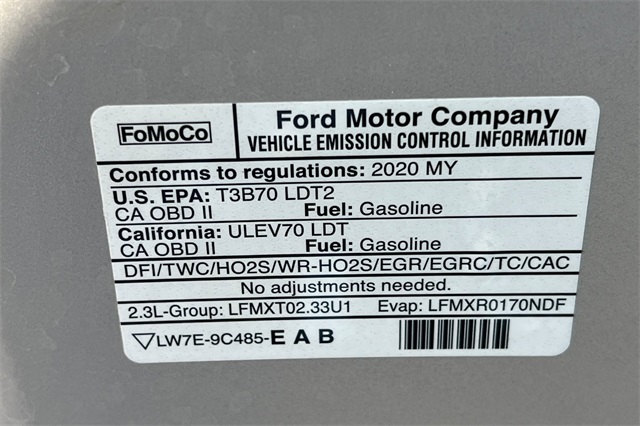 FoMoCo
Ford Motor Company
VEHICLE EMISSION CONTROL INFORMATION
Conforms to regulations: 2020 MY
U.S. EPA: T3B70 LDT2
CA OBD II Fuel: Gasoline
California: ULEV70 LDT
CA OBD II Fuel: Gasoline
DFI/TWC/HO2S/WR-HO2S/EGR/EGRC/TC/CAC
No adjustments needed.
2.3L-Group: LFMXT02.33U1 Evap: LFMXR0170NDF
LW7E-9C485-E A B